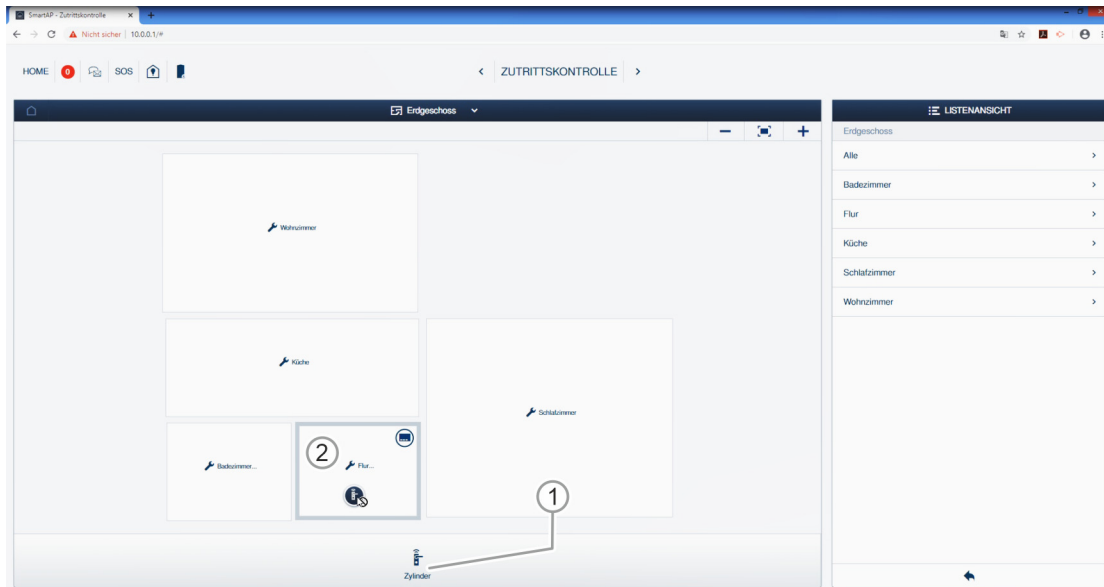 SmartAP - Zutrittskontrolle
Nicht sicher | 10.0.0.1/#
HOME 0 SOS
ZUTRITTSKONTROLLE
Erdgeschoss
LISTENANSICHT
Erdgeschoss
Alle
Badezimmer
Flur
Küche
Schlafzimmer
Wohnzimmer
Wohnzimmer
Küche
Schlafzimmer
Badezimmer...
2
Flur...
1
Zylinder